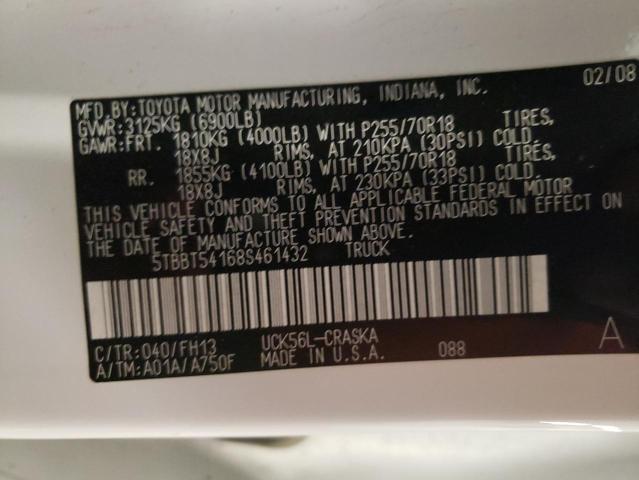 02/08
MFD.BY:TOYOTA MOTOR MANUFACTURING, INDIANA, INC.
GVWR:3125KG (6900LB)
GAWR:FRT. 1810KG (4000LB) WITH P255/70R18 TIRES,
18X8J RIMS, AT 210KPA (30PSI) COLD.
RR. 1855KG (4100LB) WITH P255/70R18 TIRES,
18X8J RIMS, AT 230KPA (33PSI) COLD.
THIS VEHICLE CONFORMS TO ALL APPLICABLE FEDERAL MOTOR
VEHICLE SAFETY AND THEFT PREVENTION STANDARDS IN EFFECT ON
THE DATE OF MANUFACTURE SHOWN ABOVE.
5TBBT54168S461432 TRUCK
C/TR:040/FH13 UCK56L-CRASKA
A/TM:A01A/A750F MADE IN U.S.A. 088 A